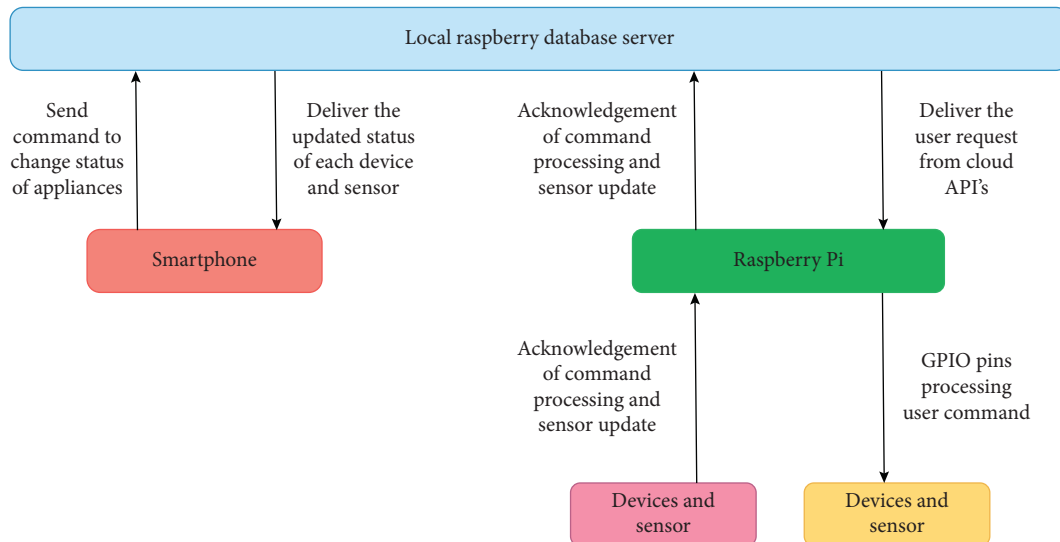 Local raspberry database server
Send
command to
change status
of appliances
Deliver the
updated status
of each device
and sensor
Acknowledgement
of command
processing and
sensor update
Deliver the
user request
from cloud
API's
Smartphone
Raspberry Pi
Acknowledgement
of command
processing and
sensor update
GPIO pins
processing
user command
Devices and
sensor
Devices and
sensor